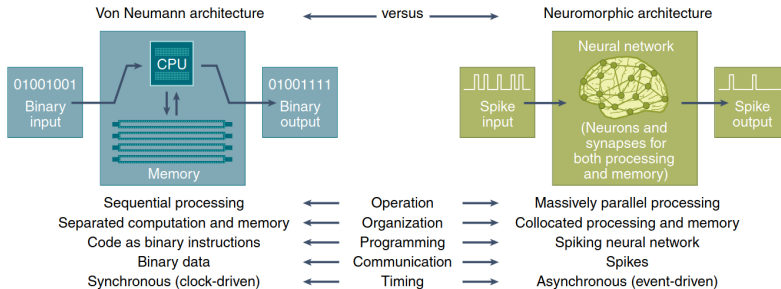 Von Neumann architecture versus Neuromorphic architecture
01001001
Binary
input
CPU
Memory
01001111
Binary
output
Spike
input
Neural network
(Neurons and
synapses for
both processing
and memory)
Spike
output
Sequential processing Operation Massively parallel processing
Separated computation and memory Organization Collocated processing and memory
Code as binary instructions Programming Spiking neural network
Binary data Communication Spikes
Synchronous (clock-driven) Timing Asynchronous (event-driven)